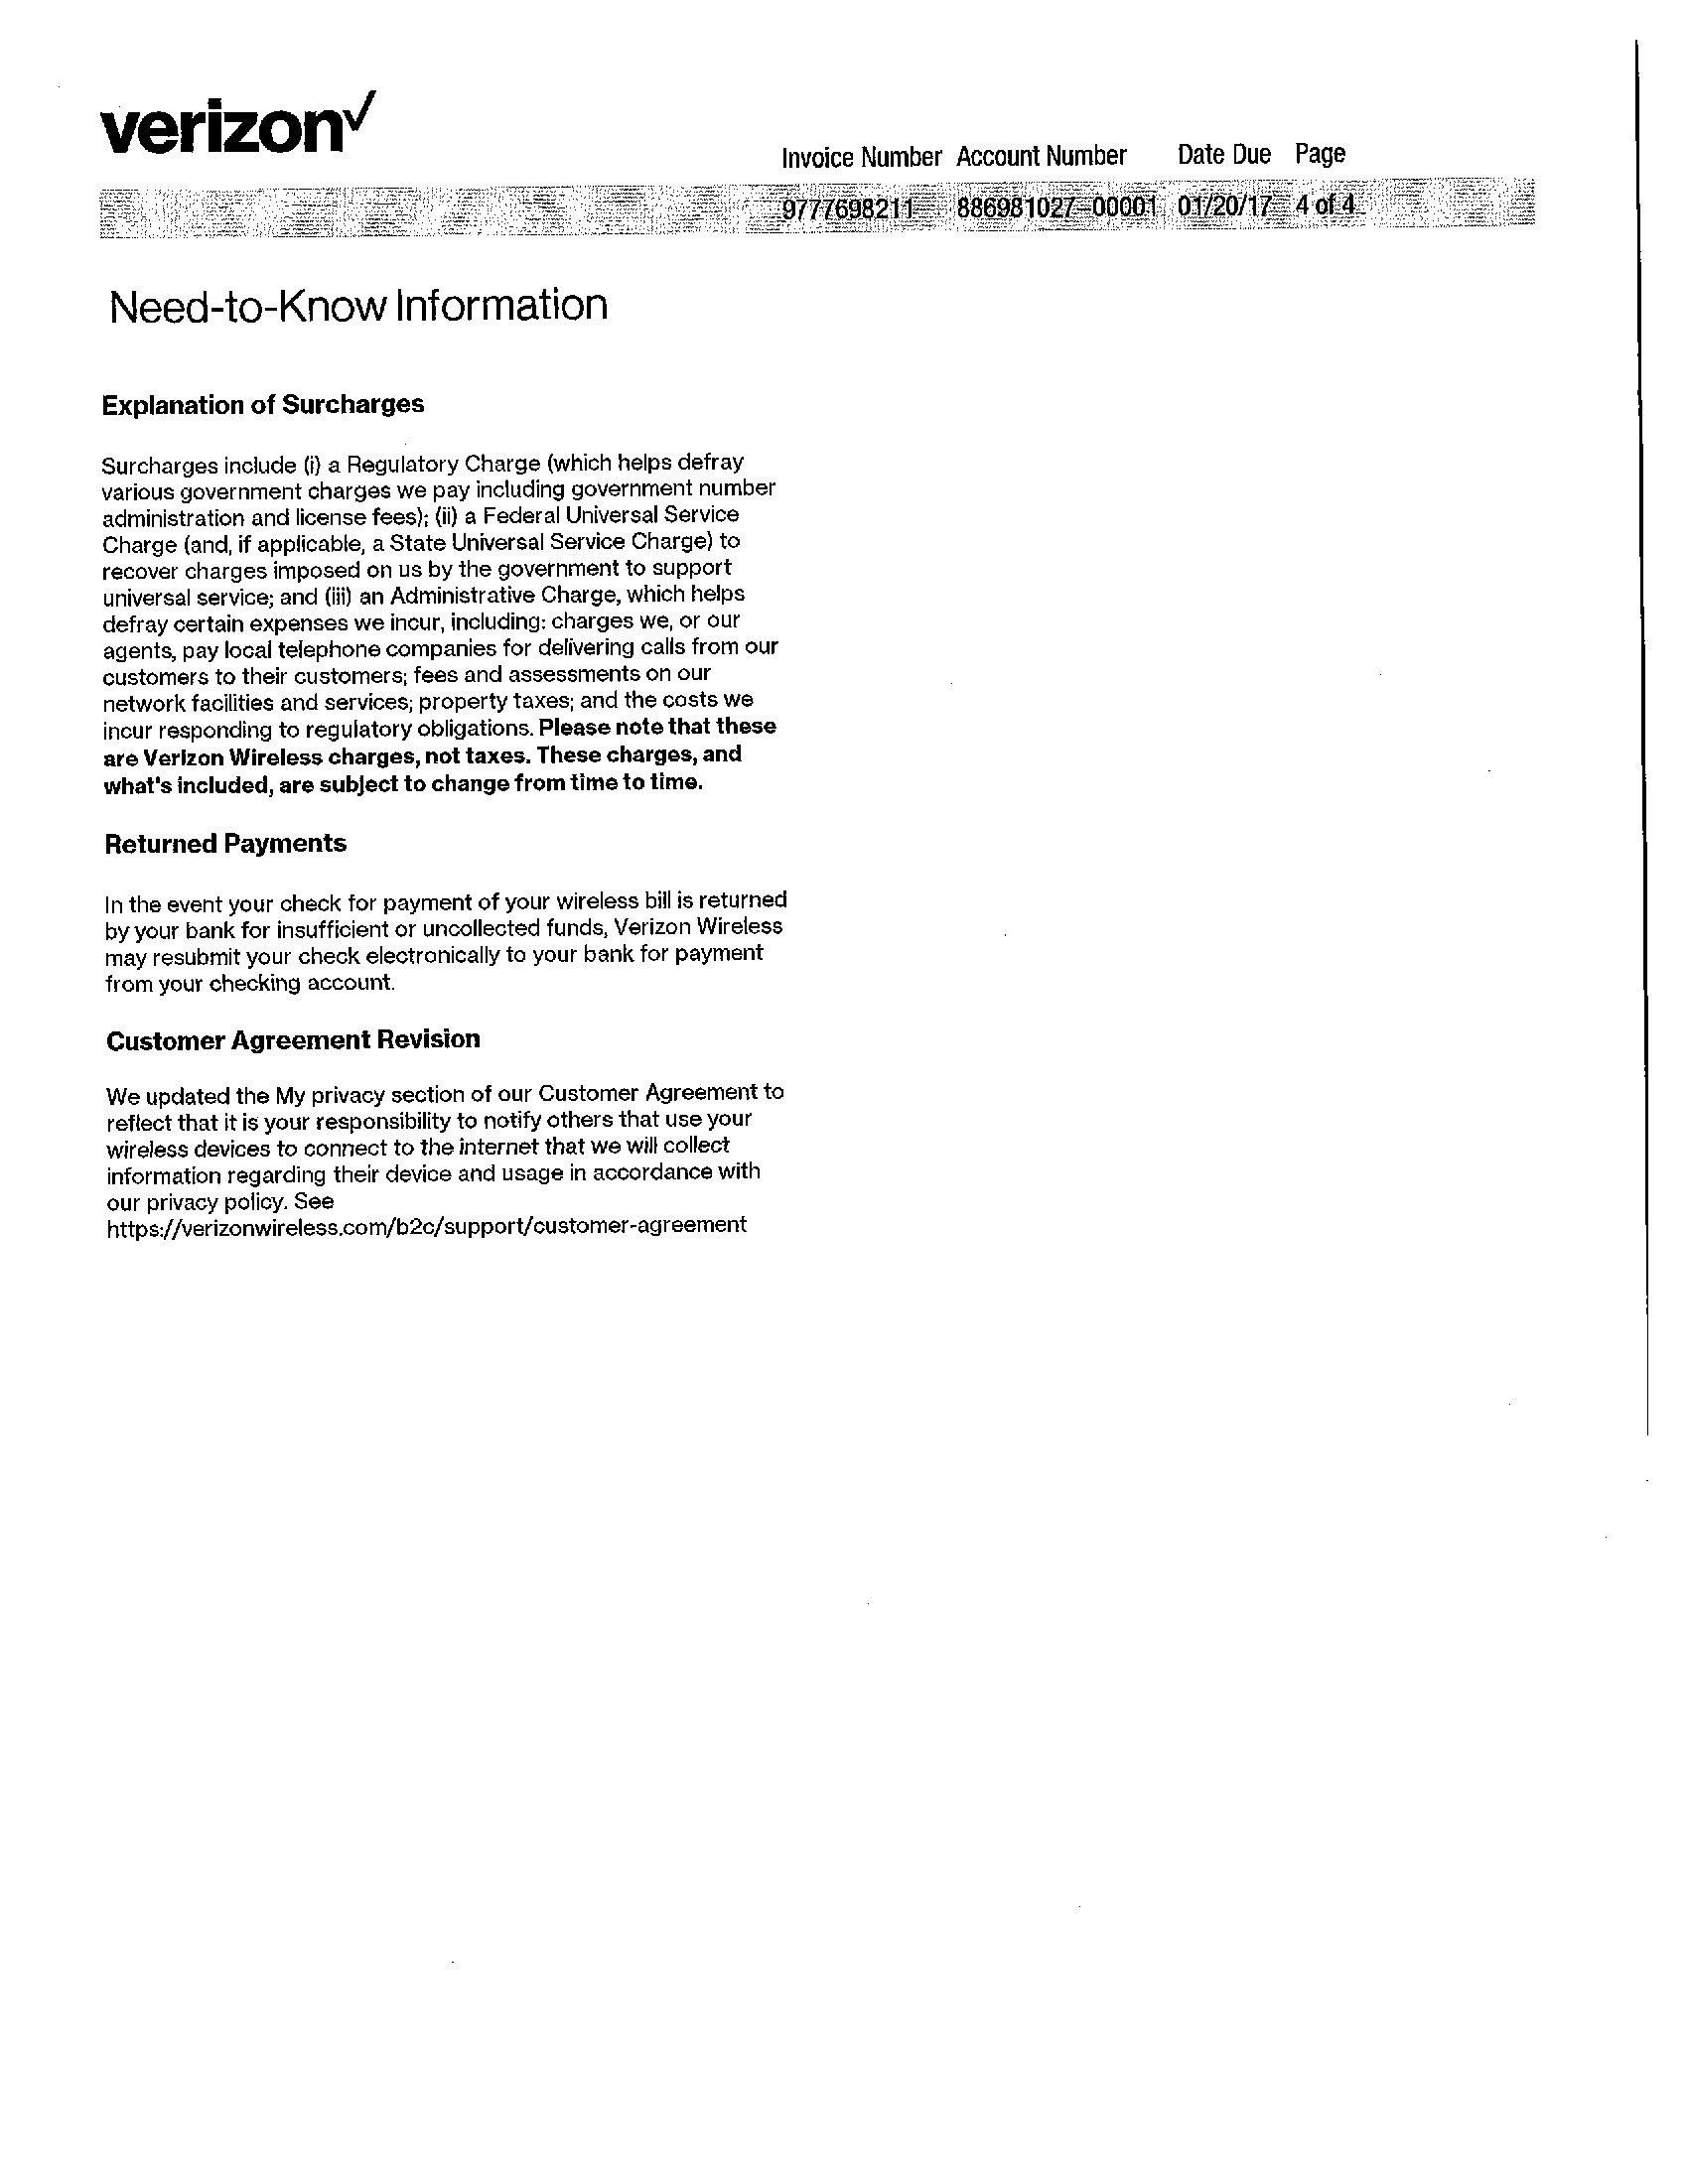 verizon✓
Invoice Number Account Number Date Due Page
9777698211 886981027-00001 01/20/17 4 of 4
Need-to-Know Information
Explanation of Surcharges
Surcharges include (i) a Regulatory Charge (which helps defray
various government charges we pay including government number
administration and license fees); (ii) a Federal Universal Service
Charge (and, if applicable, a State Universal Service Charge) to
recover charges imposed on us by the government to support
universal service; and (iii) an Administrative Charge, which helps
defray certain expenses we incur, including: charges we, or our
agents, pay local telephone companies for delivering calls from our
customers to their customers; fees and assessments on our
network facilities and services; property taxes; and the costs we
incur responding to regulatory obligations. Please note that these
are Verizon Wireless charges, not taxes. These charges, and
what's included, are subject to change from time to time.
Returned Payments
In the event your check for payment of your wireless bill is returned
by your bank for insufficient or uncollected funds, Verizon Wireless
may resubmit your check electronically to your bank for payment
from your checking account.
Customer Agreement Revision
We updated the My privacy section of our Customer Agreement to
reflect that it is your responsibility to notify others that use your
wireless devices to connect to the internet that we will collect
information regarding their device and usage in accordance with
our privacy policy. See
https://verizonwireless.com/b2c/support/customer-agreement